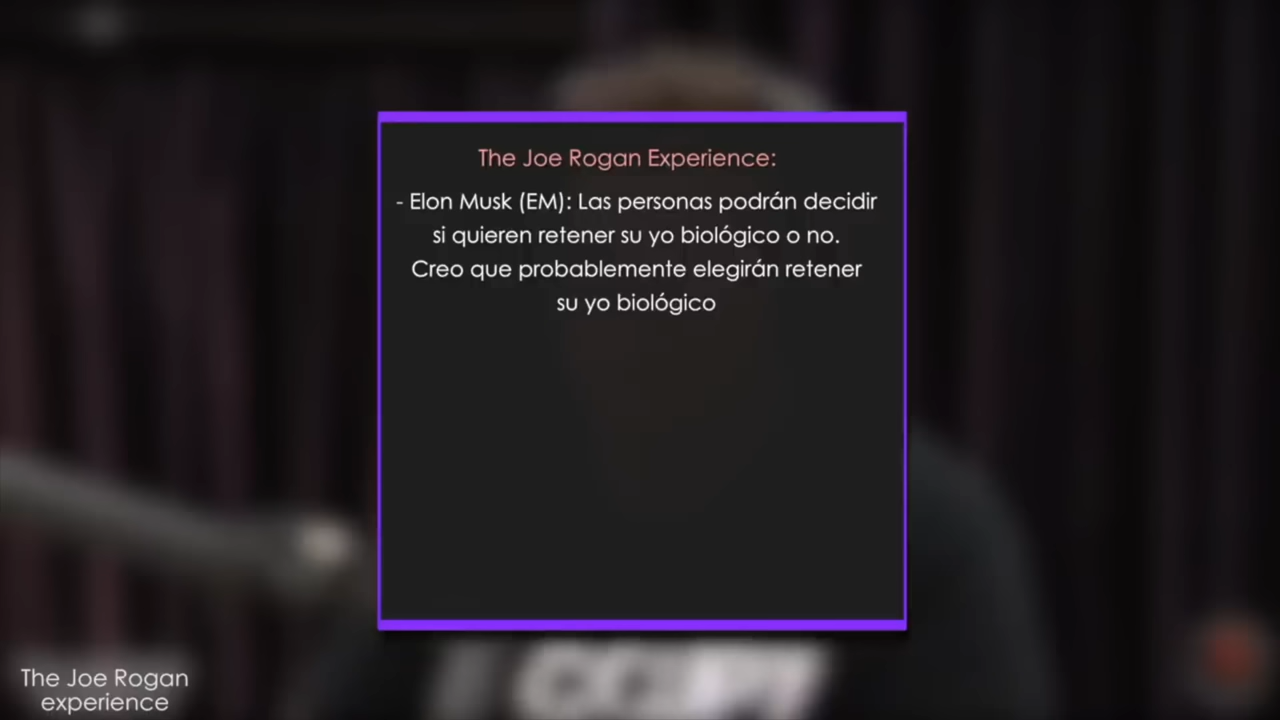 The Joe Rogan Experience:
- Elon Musk (EM): Las personas podrán decidir
si quieren retener su yo biológico o no.
Creo que probablemente elegirán retener
su yo biológico
The Joe Rogan
experience